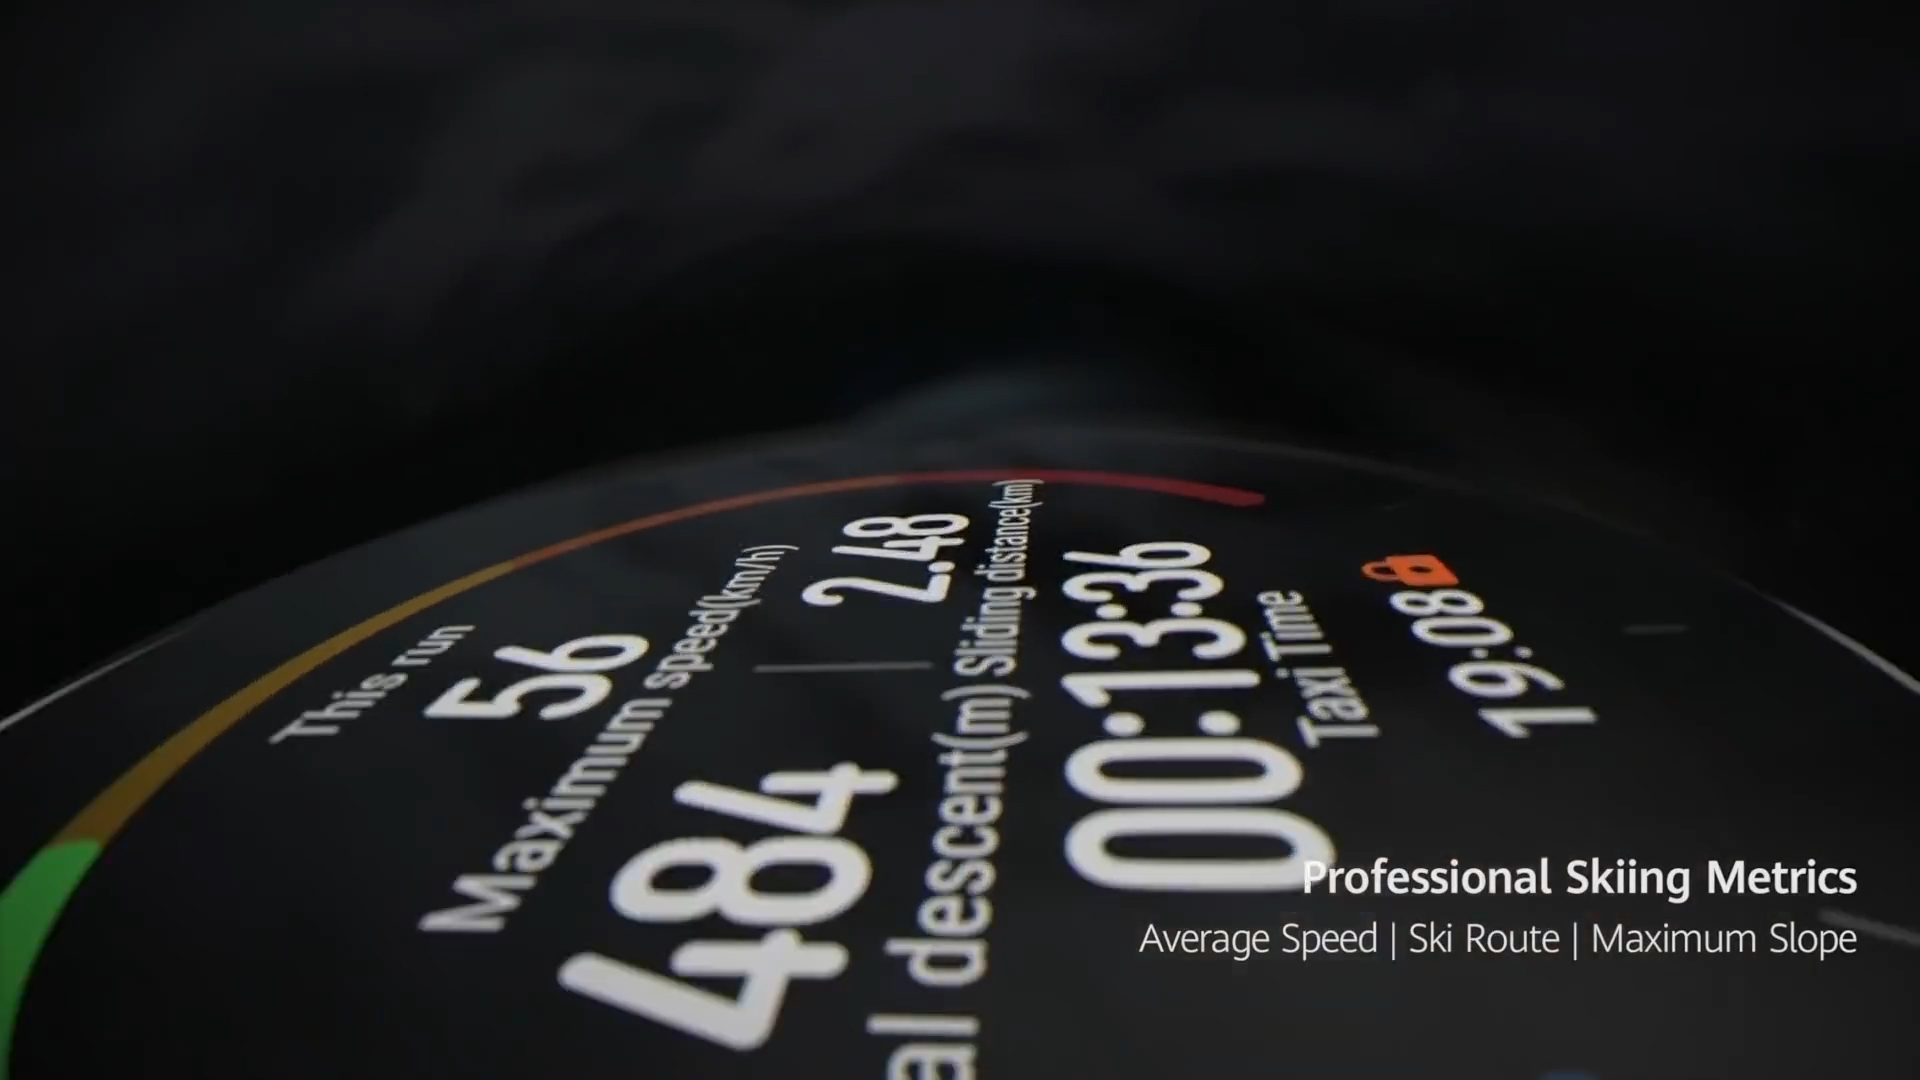 19:08
Taxi Time
00:13:36
al descent(m)
484
Sliding distance(km)
2.48
Maximum speed(km/h)
56
This run
Professional Skiing Metrics
Average Speed | Ski Route | Maximum Slope